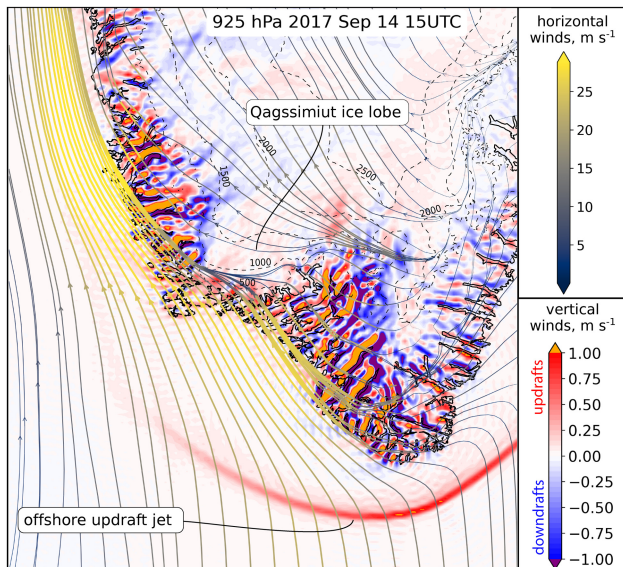 925 hPa 2017 Sep 14 15UTC
Qagssimiut ice lobe
2000
1500
2500
2000
1000
500
offshore updraft jet
horizontal
winds, m s⁻¹
25
20
15
10
5
vertical
winds, m s⁻¹
updrafts
downdrafts
1.00
0.75
0.50
0.25
0.00
−0.25
−0.50
−0.75
−1.00